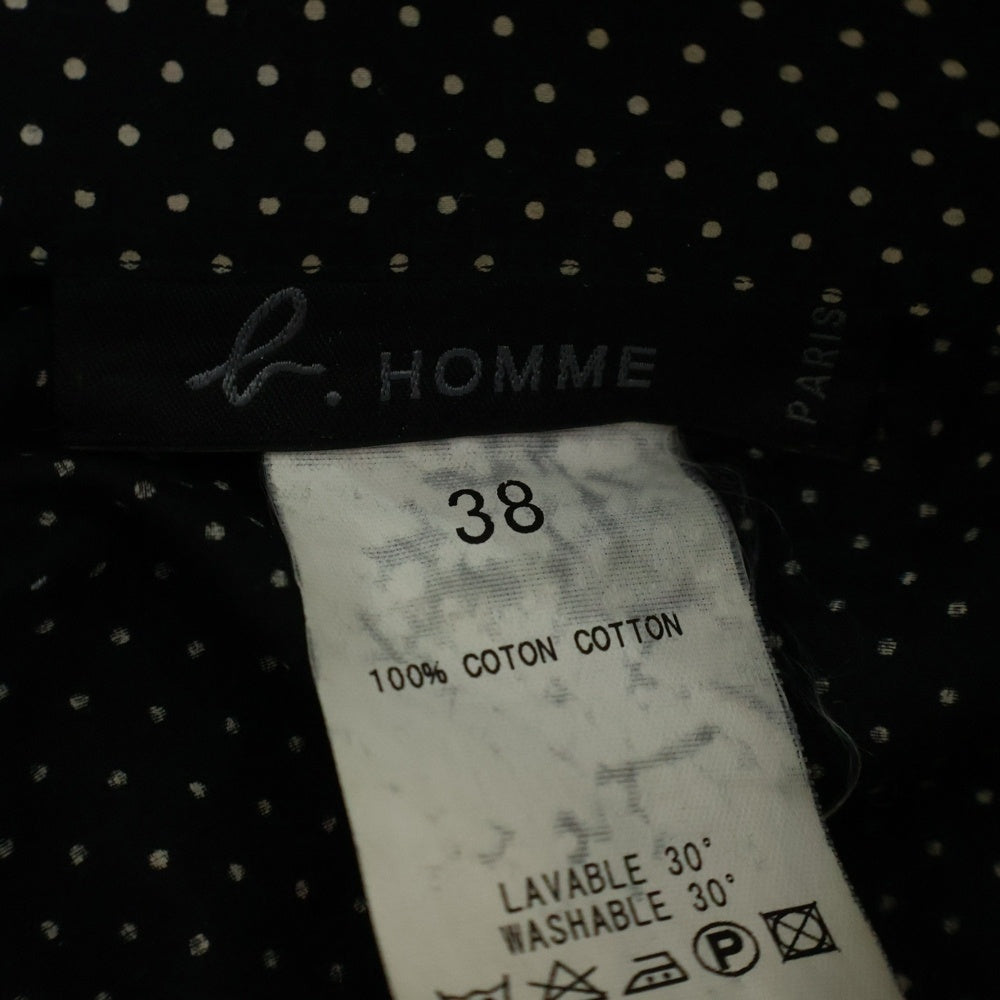 b. HOMME
PARIS
38
100% COTON COTTON
LAVABLE 30°
WASHABLE 30°
P